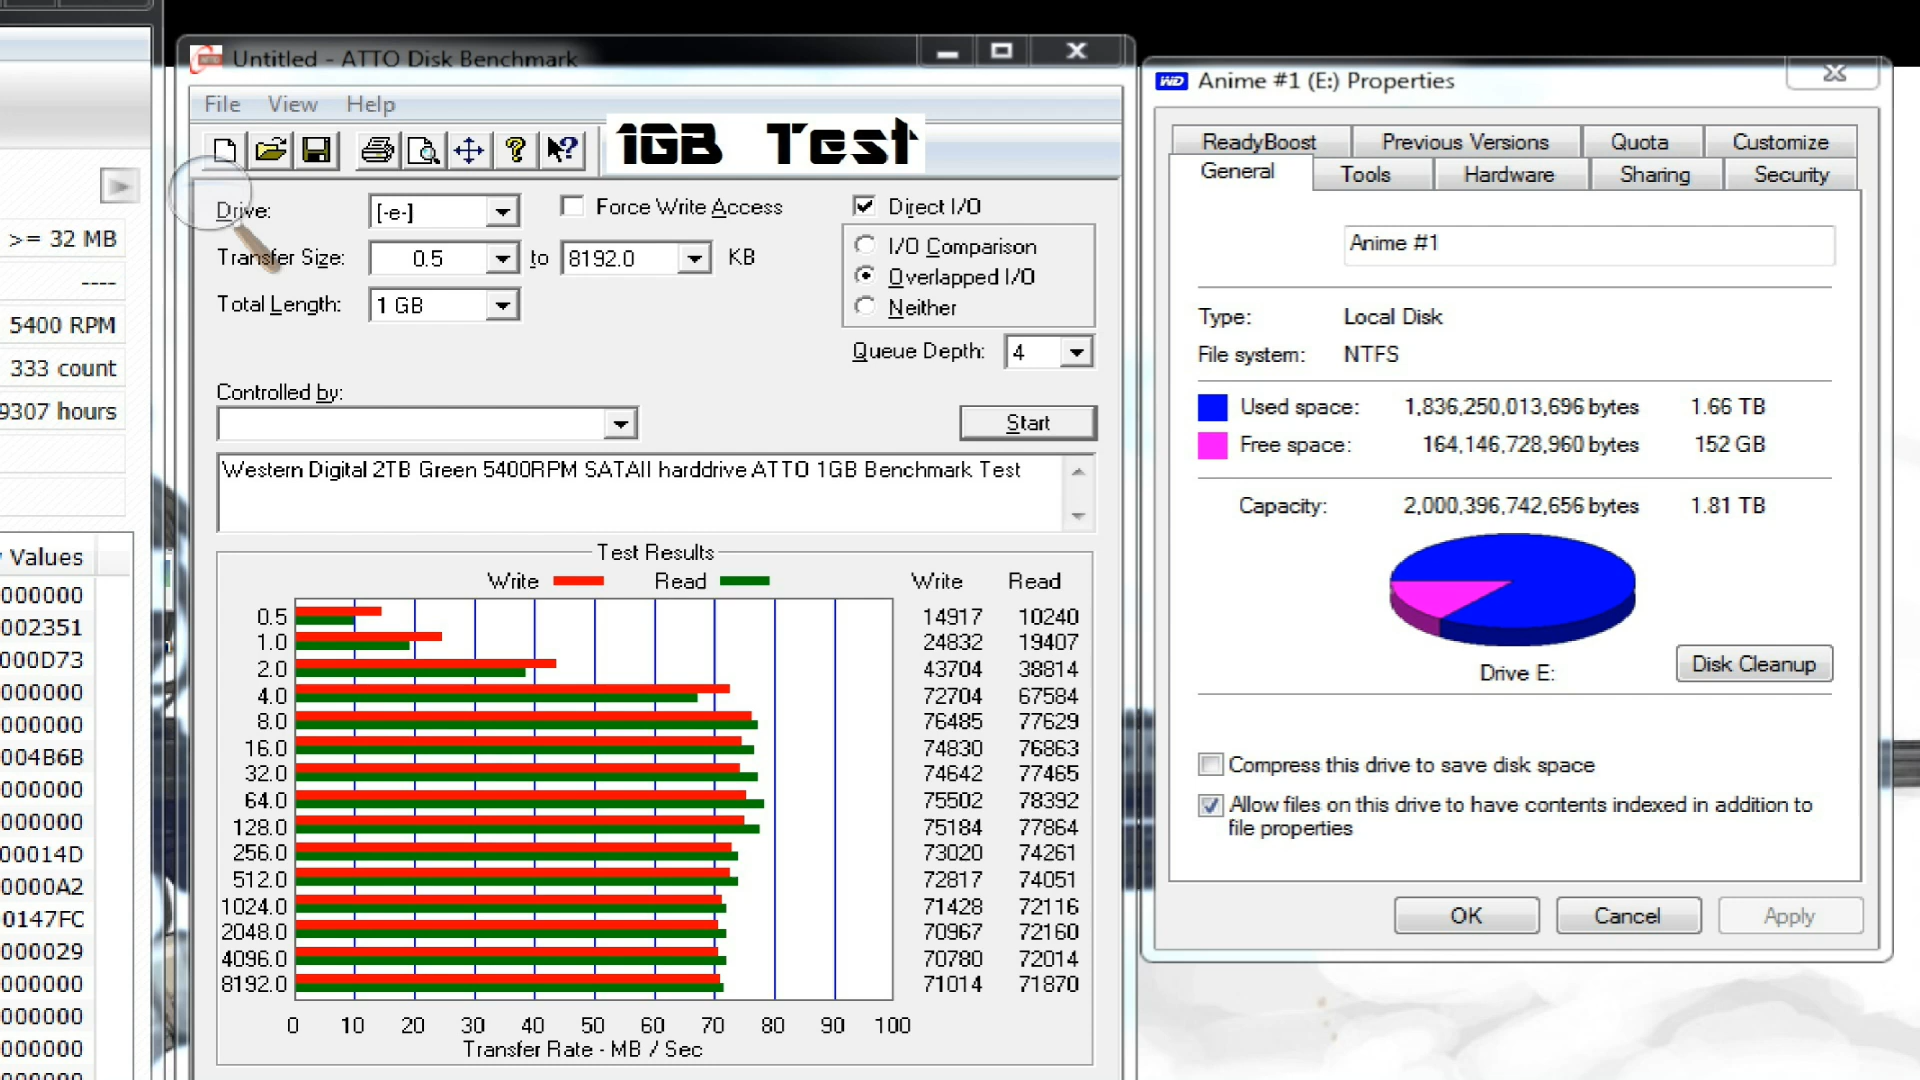 >= 32 MB
----
5400 RPM
333 count
9307 hours
Values
000000
002351
000D73
000000
000000
004B6B
000000
000000
00014D
0000A2
0147FC
000029
000000
000000
000000
Untitled - ATTO Disk Benchmark
File View Help
1GB Test
Drive: [-e-] Force Write Access Direct I/O
Transfer Size: 0.5 to 8192.0 KB
Total Length: 1 GB
I/O Comparison
Overlapped I/O
Neither
Queue Depth: 4
Controlled by:
Start
Western Digital 2TB Green 5400RPM SATAII harddrive ATTO 1GB Benchmark Test
Test Results
Write Read Write Read
0.5 14917 10240
1.0 24832 19407
2.0 43704 38814
4.0 72704 67584
8.0 76485 77629
16.0 74830 76863
32.0 74642 77465
64.0 75502 78392
128.0 75184 77864
256.0 73020 74261
512.0 72817 74051
1024.0 71428 72116
2048.0 70967 72160
4096.0 70780 72014
8192.0 71014 71870
0 10 20 30 40 50 60 70 80 90 100
Transfer Rate - MB / Sec
WD Anime #1 (E:) Properties
ReadyBoost Previous Versions Quota Customize
General Tools Hardware Sharing Security
Anime #1
Type: Local Disk
File system: NTFS
Used space: 1,836,250,013,696 bytes 1.66 TB
Free space: 164,146,728,960 bytes 152 GB
Capacity: 2,000,396,742,656 bytes 1.81 TB
Drive E:
Disk Cleanup
Compress this drive to save disk space
Allow files on this drive to have contents indexed in addition to
file properties
OK Cancel Apply